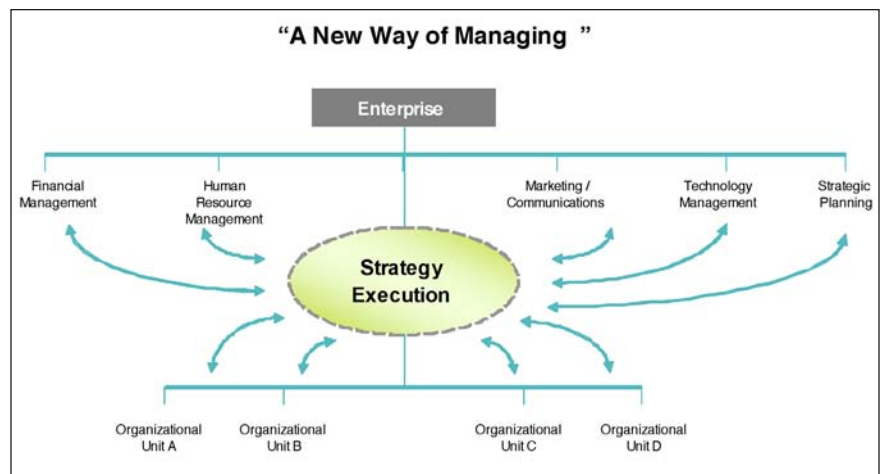 “A New Way of Managing ”
Enterprise
Financial
Management
Human
Resource
Management
Marketing /
Communications
Technology
Management
Strategic
Planning
Strategy
Execution
Organizational
Unit A
Organizational
Unit B
Organizational
Unit C
Organizational
Unit D